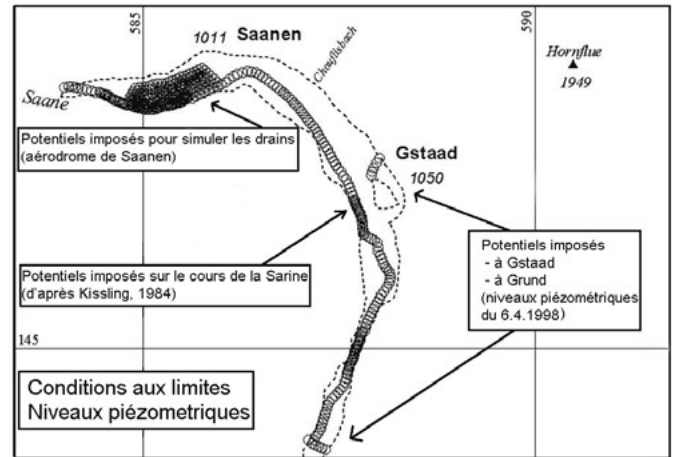 585
590
1011 Saanen
Chouflisbach
Hornflue
1949
Saane
Potentiels imposés pour simuler les drains
(aérodrome de Saanen)
Gstaad
1050
Potentiels imposés sur le cours de la Sarine
(d'après Kissling, 1984)
Potentiels imposés
- à Gstaad
- à Grund
(niveaux piézométriques
du 6.4.1998)
145
Conditions aux limites
Niveaux piézometriques